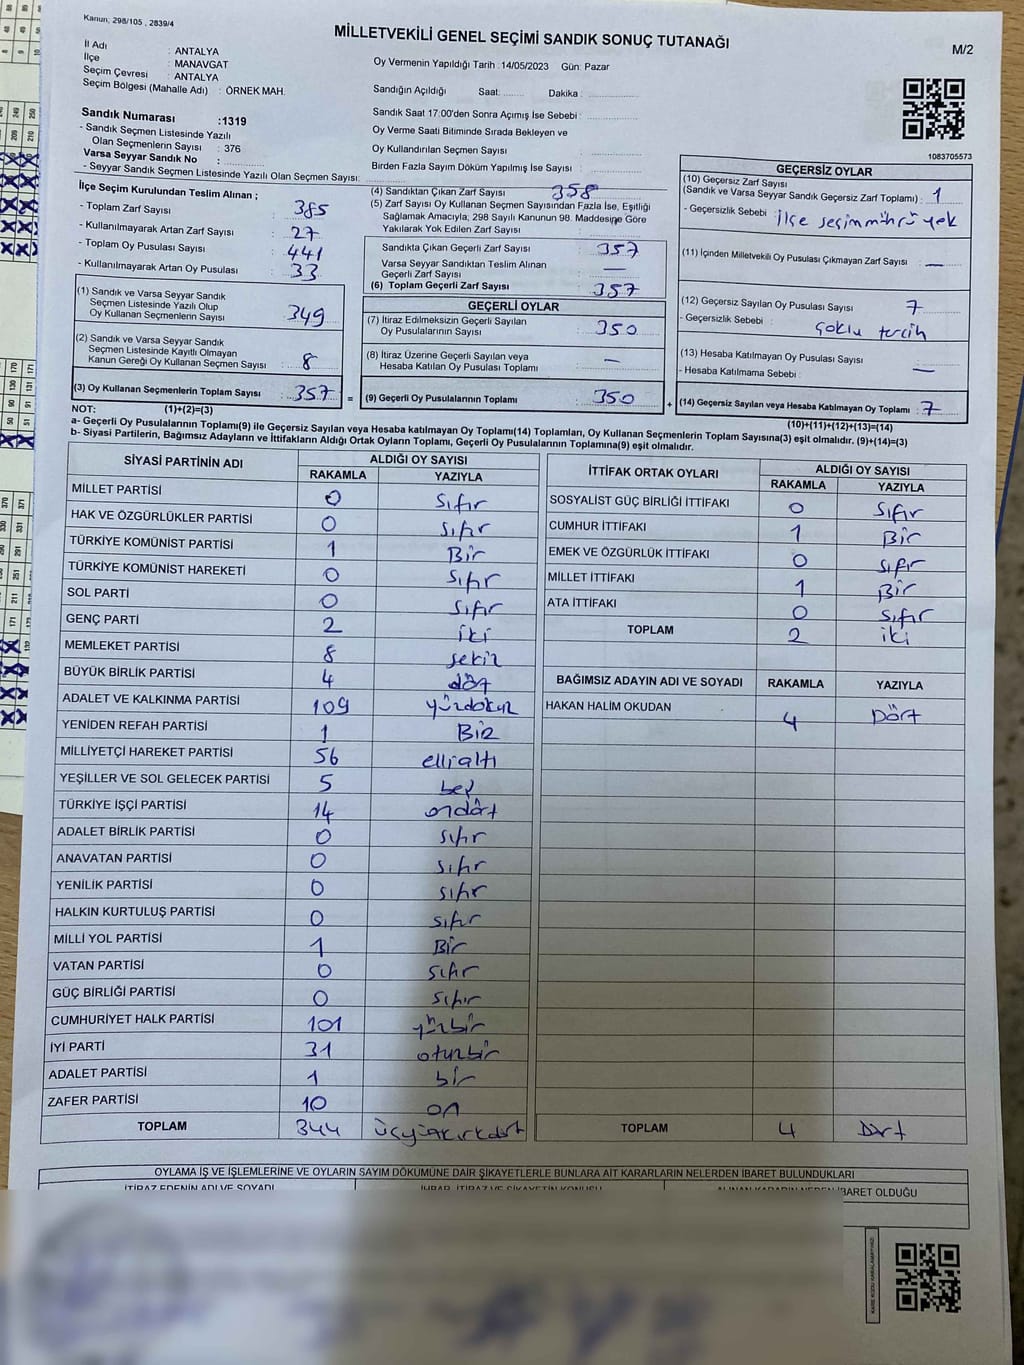 Kanun, 298/105 , 2839/4
MİLLETVEKİLİ GENEL SEÇİMİ SANDIK SONUÇ TUTANAĞI
M/2
İl Adı : ANTALYA
İlçe : MANAVGAT
Seçim Çevresi : ANTALYA
Seçim Bölgesi (Mahalle Adı) : ÖRNEK MAH.
Oy Vermenin Yapıldığı Tarih : 14/05/2023 Gün: Pazar
Sandığın Açıldığı Saat: ........ Dakika : ....................
Sandık Numarası :1319
- Sandık Seçmen Listesinde Yazılı
Olan Seçmenlerin Sayısı : 376
Varsa Seyyar Sandık No :
- Seyyar Sandık Seçmen Listesinde Yazılı Olan Seçmen Sayısı:
Sandık Saat 17:00'den Sonra Açımış İse Sebebi :
Oy Verme Saati Bitiminde Sırada Bekleyen ve
Oy Kullandırılan Seçmen Sayısı
Birden Fazla Sayım Döküm Yapılmış İse Sayısı :
1083705573
İlçe Seçim Kurulundan Teslim Alınan ;
- Toplam Zarf Sayısı : 385
- Kullanılmayarak Artan Zarf Sayısı : 27
- Toplam Oy Pusulası Sayısı : 441
- Kullanılmayarak Artan Oy Pusulası : 33
(1) Sandık ve Varsa Seyyar Sandık
Seçmen Listesinde Yazılı Olup
Oy Kullanan Seçmenlerin Sayısı : 349
(2) Sandık ve Varsa Seyyar Sandık
Seçmen Listesinde Kayıtlı Olmayan
Kanun Gereği Oy Kullanan Seçmen Sayısı : 8
(3) Oy Kullanan Seçmenlerin Toplam Sayısı : 357
(4) Sandıktan Çıkan Zarf Sayısı 358
(5) Zarf Sayısı Oy Kullanan Seçmen Sayısından Fazla İse, Eşitliği
Sağlamak Amacıyla; 298 Sayılı Kanunun 98. Maddesine Göre
Yakılarak Yok Edilen Zarf Sayısı :
Sandıkta Çıkan Geçerli Zarf Sayısı : 357
Varsa Seyyar Sandıktan Teslim Alınan
Geçerli Zarf Sayısı : —
(6) Toplam Geçerli Zarf Sayısı : 357
GEÇERLİ OYLAR
(7) İtiraz Edilmeksizin Geçerli Sayılan
Oy Pusulalarının Sayısı : 350
(8) İtiraz Üzerine Geçerli Sayılan veya
Hesaba Katılan Oy Pusulası Toplamı : —
= (9) Geçerli Oy Pusulalarının Toplamı : 350 +
GEÇERSİZ OYLAR
(10) Geçersiz Zarf Sayısı
(Sandık ve Varsa Seyyar Sandık Geçersiz Zarf Toplamı) : 1
- Geçersizlik Sebebi : ilçe seçim mührü yok
(11) İçinden Milletvekili Oy Pusulası Çıkmayan Zarf Sayısı : —
(12) Geçersiz Sayılan Oy Pusulası Sayısı : 7
- Geçersizlik Sebebi : çoklu tercih
(13) Hesaba Katılmayan Oy Pusulası Sayısı : —
- Hesaba Katılmama Sebebi :
(14) Geçersiz Sayılan veya Hesaba Katılmayan Oy Toplamı : 7
NOT: (1)+(2)=(3)
(10)+(11)+(12)+(13)=(14)
a- Geçerli Oy Pusulasının Toplamı(9) ile Geçersiz Sayılan veya Hesaba katılmayan Oy Toplamı(14) Toplamları, Oy Kullanan Seçmenlerin Toplam Sayısına(3) eşit olmalıdır. (9)+(14)=(3)
b- Siyasi Partilerin, Bağımsız Adayların ve İttifakların Aldığı Ortak Oyların Toplamı, Geçerli Oy Pusulalarının Toplamına(9) eşit olmalıdır.
SİYASİ PARTİNİN ADI ALDIĞI OY SAYISI
RAKAMLA YAZIYLA
MİLLET PARTİSİ 0 Sıfır
HAK VE ÖZGÜRLÜKLER PARTİSİ 0 sıfır
TÜRKİYE KOMÜNİST PARTİSİ 1 Bir
TÜRKİYE KOMÜNİST HAREKETİ 0 sıfır
SOL PARTİ 0 sıfır
GENÇ PARTİ 2 iki
MEMLEKET PARTİSİ 8 sekiz
BÜYÜK BİRLİK PARTİSİ 4 dört
ADALET VE KALKINMA PARTİSİ 109 yüzdokuz
YENİDEN REFAH PARTİSİ 1 Bir
MİLLİYETÇİ HAREKET PARTİSİ 56 ellialtı
YEŞİLLER VE SOL GELECEK PARTİSİ 5 beş
TÜRKİYE İŞÇİ PARTİSİ 14 ondört
ADALET BİRLİK PARTİSİ 0 sıfır
ANAVATAN PARTİSİ 0 sıfır
YENİLİK PARTİSİ 0 sıfır
HALKIN KURTULUŞ PARTİSİ 0 sıfır
MİLLİ YOL PARTİSİ 1 Bir
VATAN PARTİSİ 0 sıfır
GÜÇ BİRLİĞİ PARTİSİ 0 sıfır
CUMHURİYET HALK PARTİSİ 101 yüzbir
İYİ PARTİ 31 otuzbir
ADALET PARTİSİ 1 bir
ZAFER PARTİSİ 10 on
TOPLAM 344 üçyüzkırkdört
İTTİFAK ORTAK OYLARI ALDIĞI OY SAYISI
RAKAMLA YAZIYLA
SOSYALİST GÜÇ BİRLİĞİ İTTİFAKI 0 Sıfır
CUMHUR İTTİFAKI 1 Bir
EMEK VE ÖZGÜRLÜK İTTİFAKI 0 sıfır
MİLLET İTTİFAKI 1 Bir
ATA İTTİFAKI 0 sıfır
TOPLAM 2 iki
BAĞIMSIZ ADAYIN ADI VE SOYADI RAKAMLA YAZIYLA
HAKAN HALİM OKUDAN 4 Dört
TOPLAM 4 Dört
OYLAMA İŞ VE İŞLEMLERİNE VE OYLARIN SAYIM DÖKÜMÜNE DAİR ŞİKAYETLERLE BUNLARA AİT KARARLARIN NELERDEN İBARET BULUNDUKLARI
İTİRAZ EDENİN ADI VE SOYADI İHBAR, İTİRAZ VE ŞİKAYETİN KONUSU ALINAN KARARIN NEDEN İBARET OLDUĞU
KARE KODU KARALAMAYINIZ!